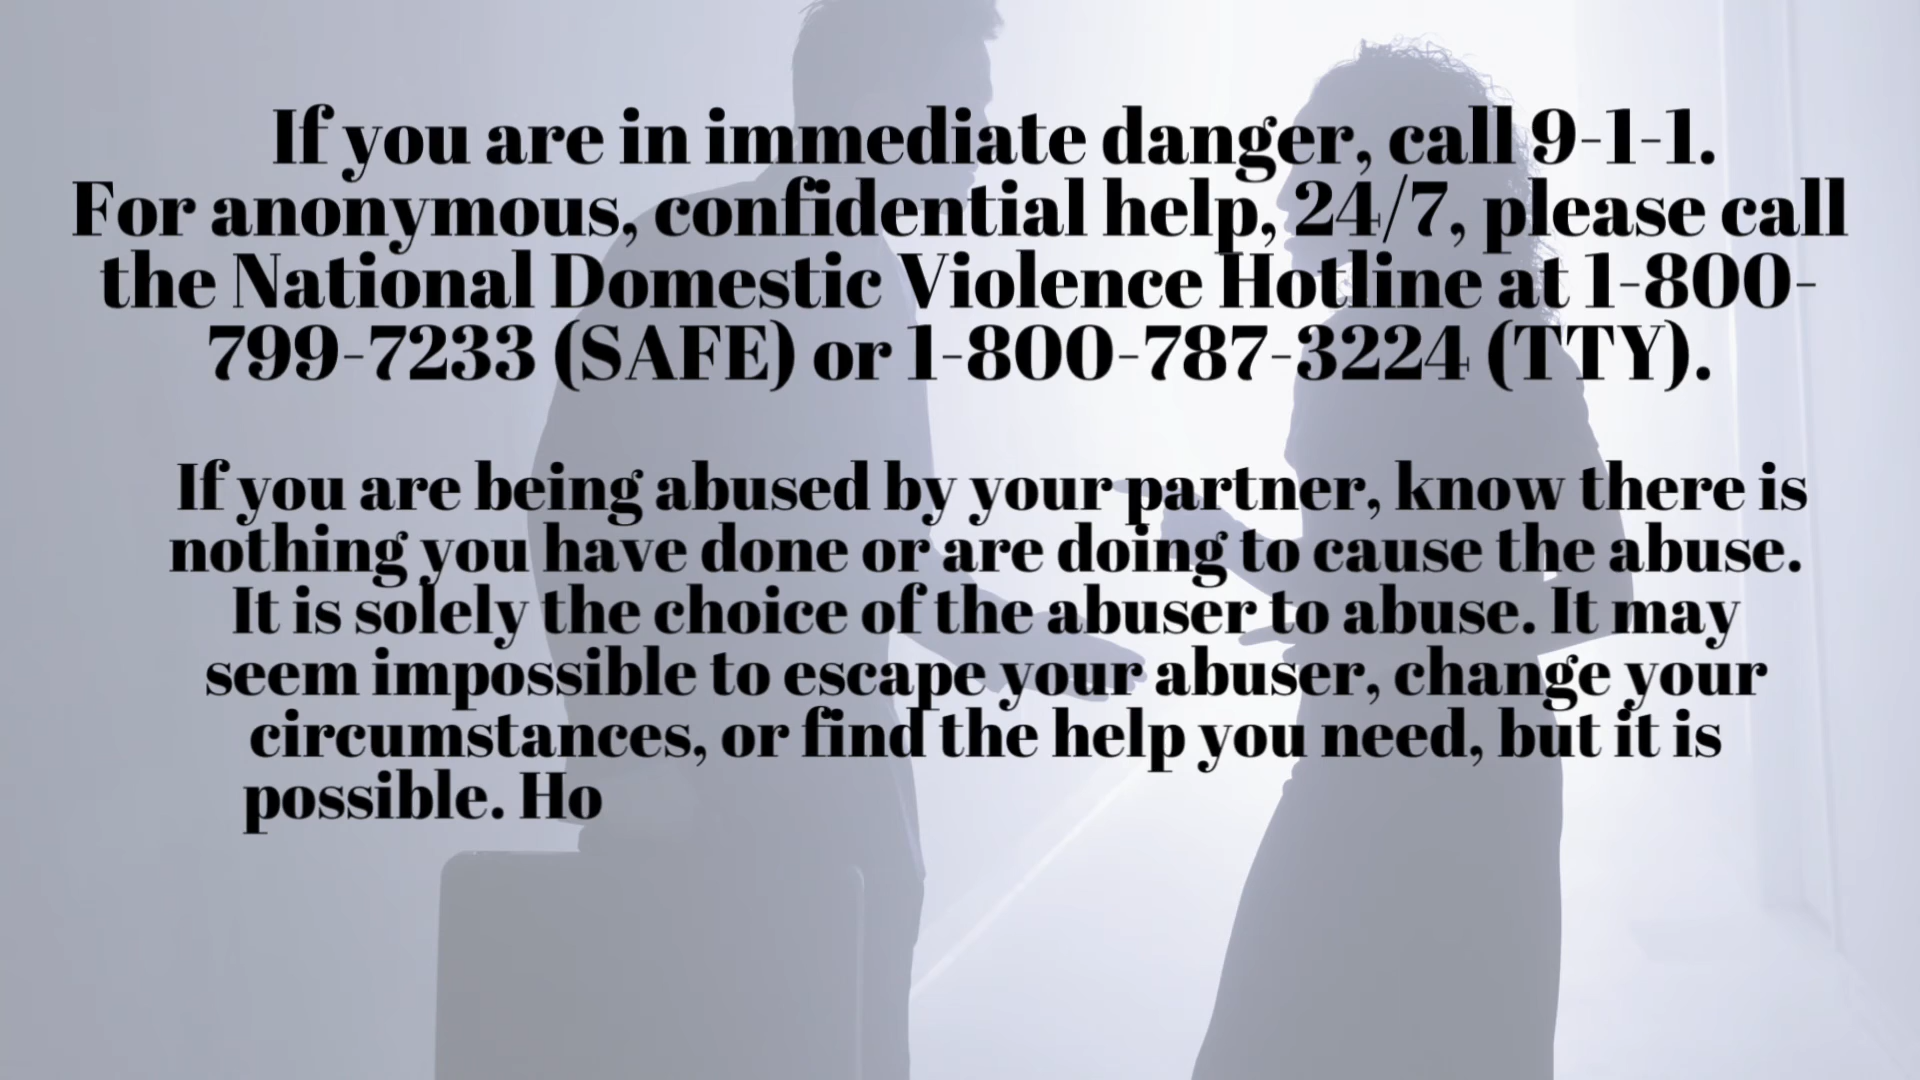 If you are in immediate danger, call 9-1-1.
For anonymous, confidential help, 24/7, please call
the National Domestic Violence Hotline at 1-800-
799-7233 (SAFE) or 1-800-787-3224 (TTY).
If you are being abused by your partner, know there is
nothing you have done or are doing to cause the abuse.
It is solely the choice of the abuser to abuse. It may
seem impossible to escape your abuser, change your
circumstances, or find the help you need, but it is
possible. Ho